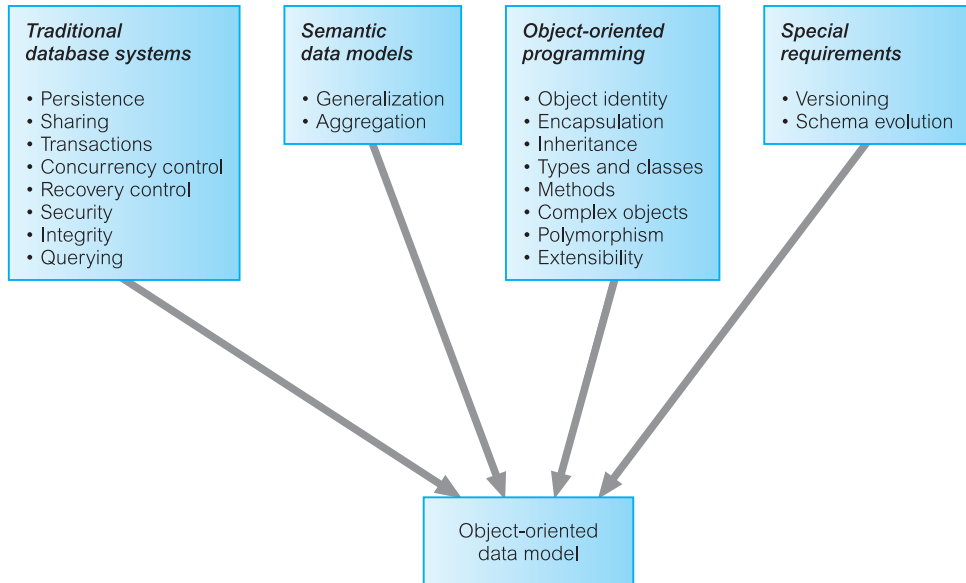 Traditional
database systems
• Persistence
• Sharing
• Transactions
• Concurrency control
• Recovery control
• Security
• Integrity
• Querying
Semantic
data models
• Generalization
• Aggregation
Object-oriented
programming
• Object identity
• Encapsulation
• Inheritance
• Types and classes
• Methods
• Complex objects
• Polymorphism
• Extensibility
Special
requirements
• Versioning
• Schema evolution
Object-oriented
data model